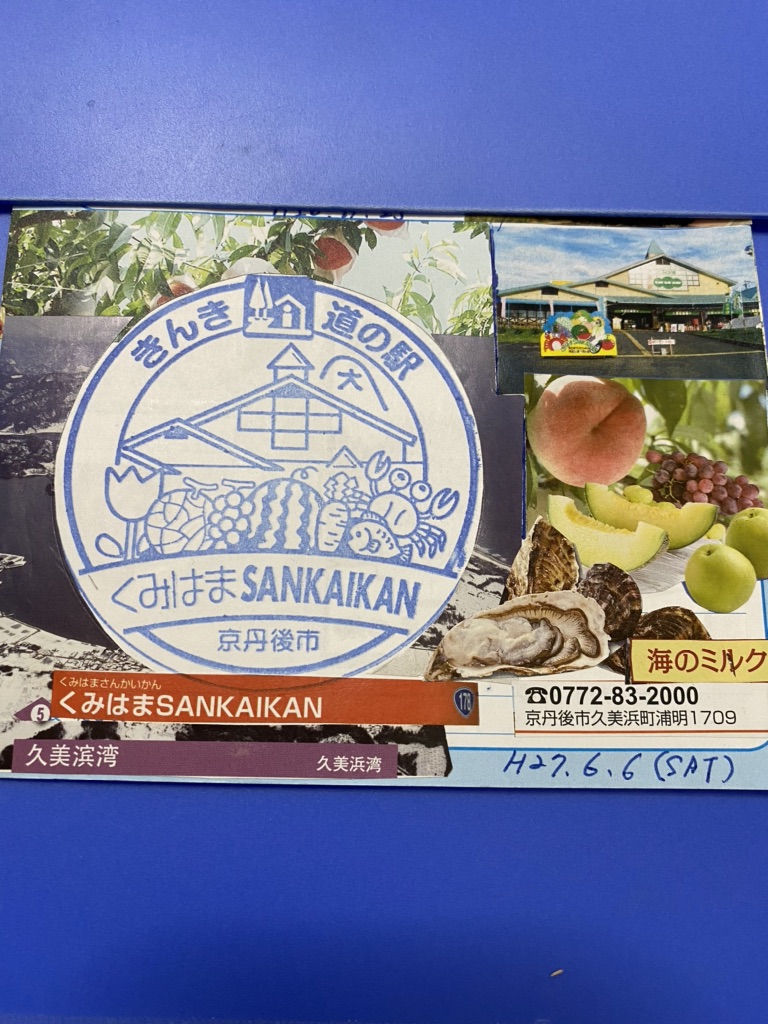 きんき 道の駅
大
くみはまSANKAIKAN
京丹後市
海のミルク
くみはまさんかいかん
くみはまSANKAIKAN
178
5
☎0772-83-2000
京丹後市久美浜町浦明1709
久美浜湾
久美浜湾
H27.6.6(SAT)